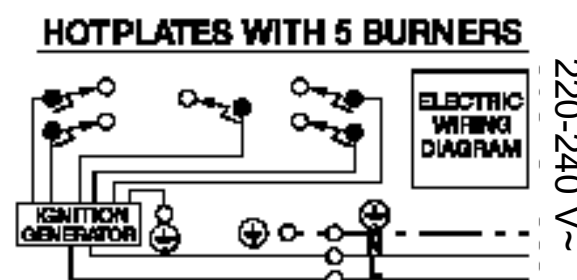 HOTPLATES WITH 5 BURNERS
ELECTRIC
WIRING
DIAGRAM
IGNITION
GENERATOR
220-240 V~